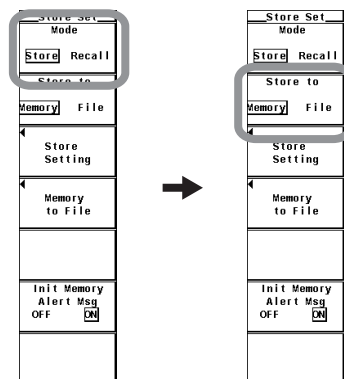 Store Set
Mode
Store Recall
Store to
Memory File
Store
Setting
Memory
to File
Init Memory
Alert Msg
OFF ON
Store Set
Mode
Store Recall
Store to
Memory File
Store
Setting
Memory
to File
Init Memory
Alert Msg
OFF ON